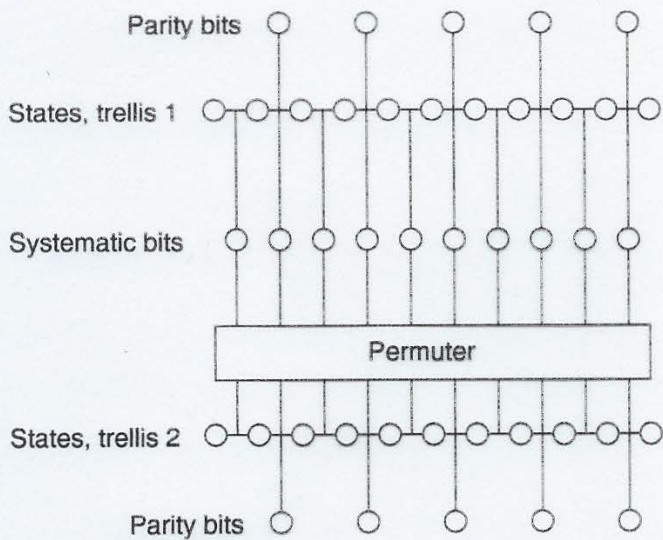 Parity bits
States, trellis 1
Systematic bits
Permuter
States, trellis 2
Parity bits